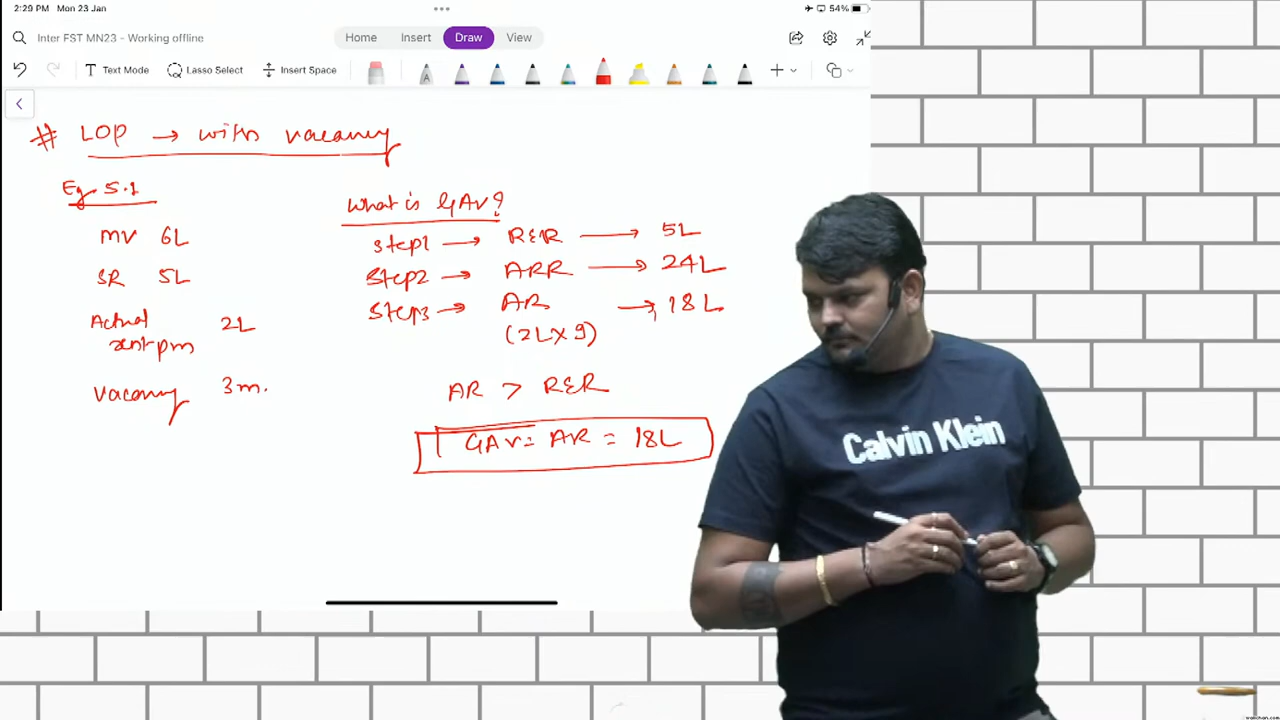 2:29 PM Mon 23 Jan
54%
Inter FST MN23 - Working offline
Home Insert Draw View
Text Mode Lasso Select Insert Space
# LOP → with vacancy
Eg. 5.1
MV 6L
SR 5L
Actual rent pm 2L
Vacancy 3m.
What is GAV?
Step1 → RER → 5L
Step2 → ARR → 24L
Step3 → AR → 18L
(2L×9)
AR > RER
GAV = AR = 18L
Calvin Klein